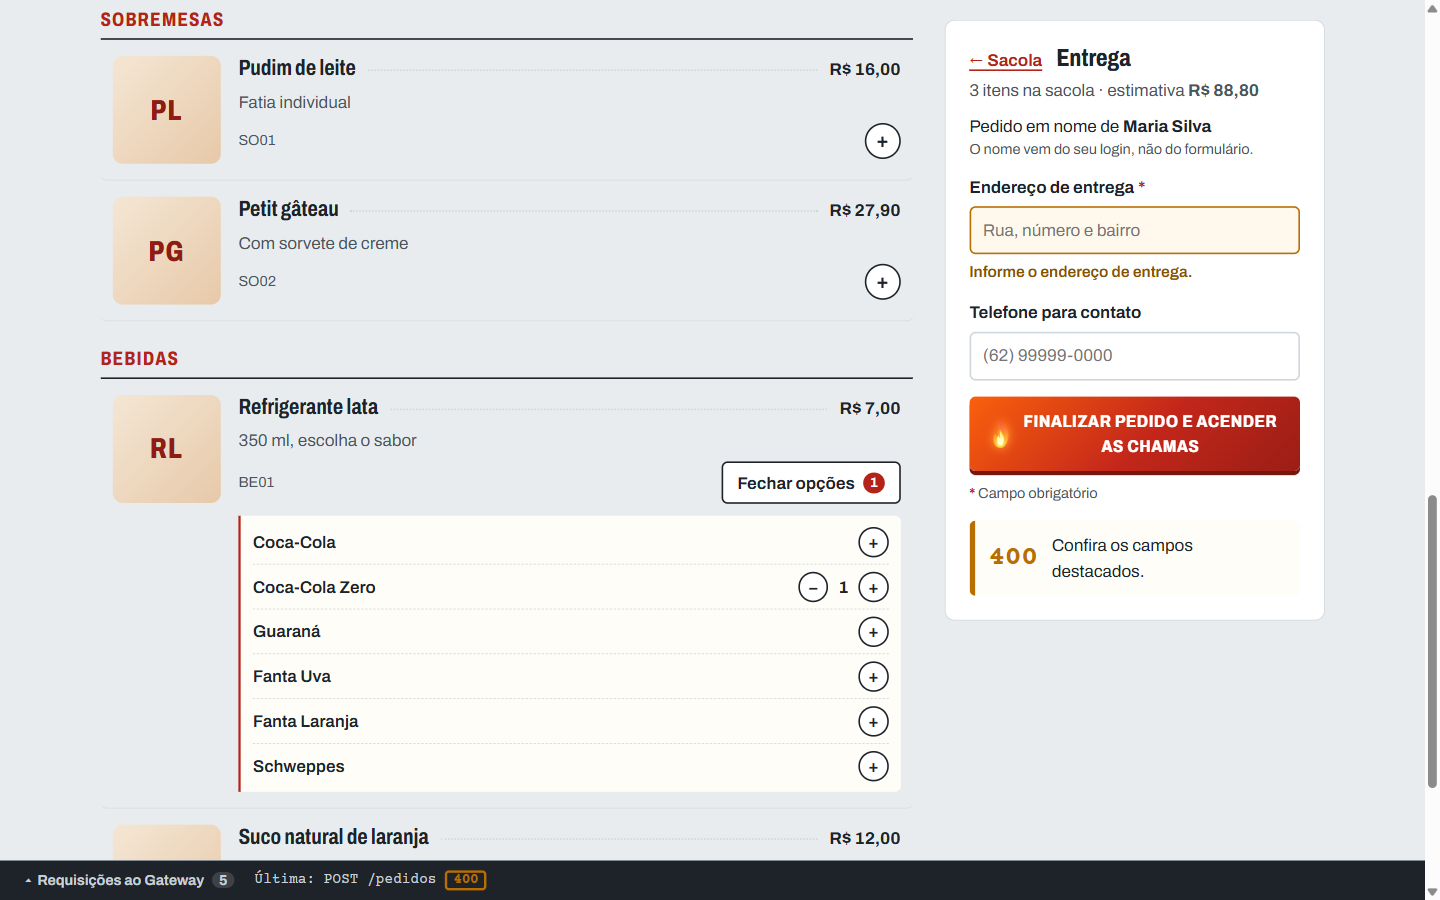 SOBREMESAS
PL
Pudim de leite
R$ 16,00
Fatia individual
SO01
+
PG
Petit gâteau
R$ 27,90
Com sorvete de creme
SO02
+
BEBIDAS
RL
Refrigerante lata
R$ 7,00
350 ml, escolha o sabor
BE01
Fechar opções 1
Coca-Cola
+
Coca-Cola Zero
− 1 +
Guaraná
+
Fanta Uva
+
Fanta Laranja
+
Schweppes
+
Suco natural de laranja
R$ 12,00
← Sacola Entrega
3 itens na sacola · estimativa R$ 88,80
Pedido em nome de Maria Silva
O nome vem do seu login, não do formulário.
Endereço de entrega *
Rua, número e bairro
Informe o endereço de entrega.
Telefone para contato
(62) 99999-0000
FINALIZAR PEDIDO E ACENDER
AS CHAMAS
* Campo obrigatório
400
Confira os campos
destacados.
Requisições ao Gateway 5 Última: POST /pedidos 400